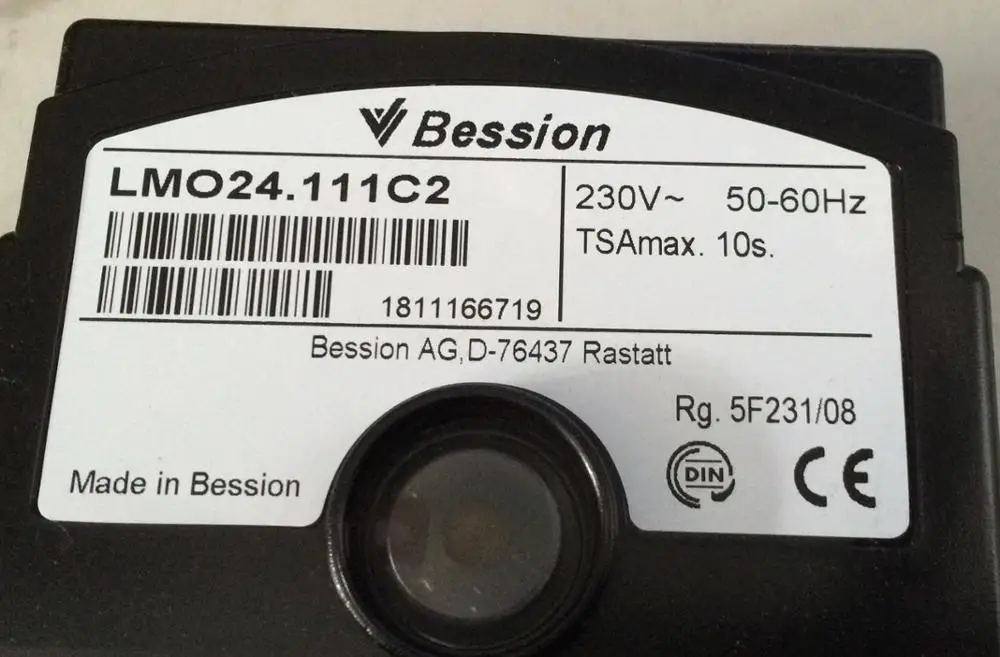 Bession
LMO24.111C2
230V~ 50-60Hz
TSAmax. 10s.
1811166719
Bession AG,D-76437 Rastatt
Rg. 5F231/08
DIN CE
Made in Bession